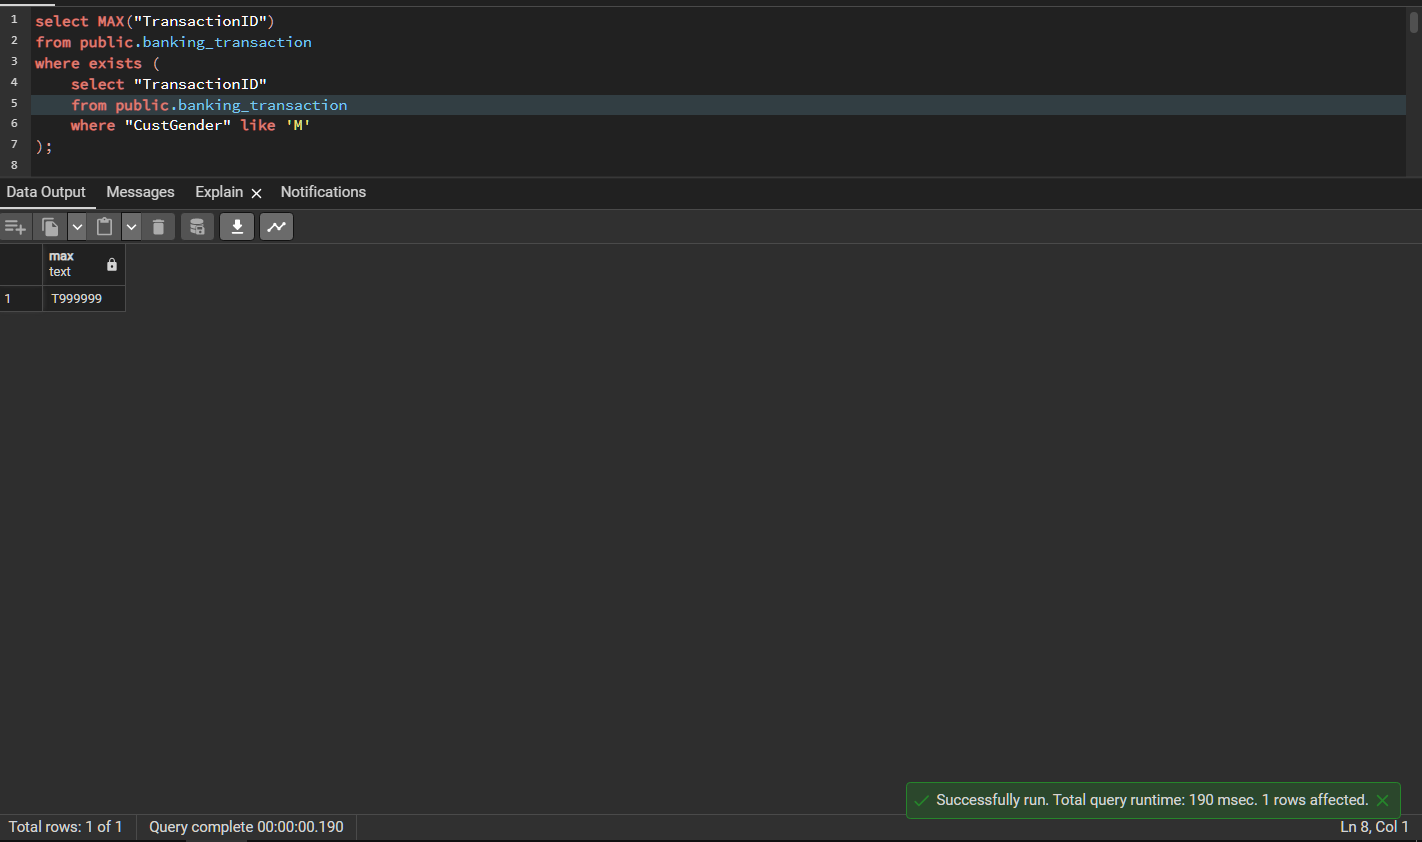 1 select MAX("TransactionID")
2 from public.banking_transaction
3 where exists (
4     select "TransactionID"
5     from public.banking_transaction
6     where "CustGender" like 'M'
7 );
8
Data Output Messages Explain Notifications
max
text
1 T999999
Successfully run. Total query runtime: 190 msec. 1 rows affected.
Total rows: 1 of 1 Query complete 00:00:00.190 Ln 8, Col 1